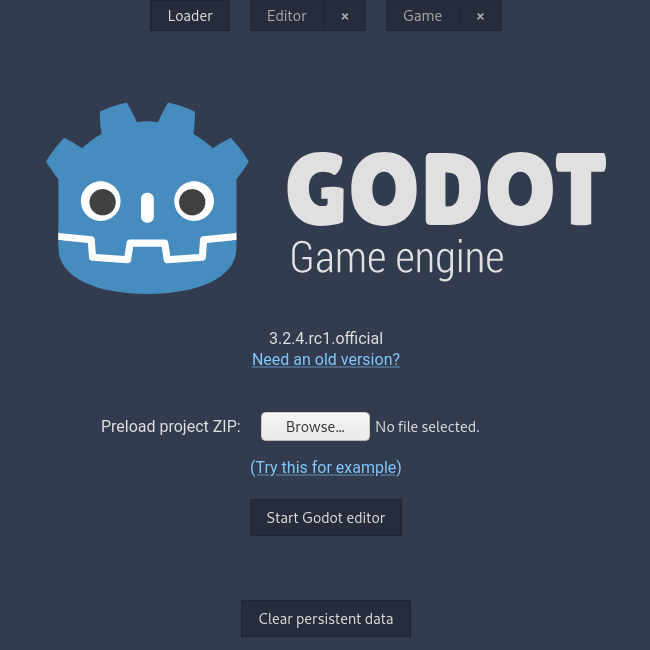 Loader Editor × Game ×
GODOT
Game engine
3.2.4.rc1.official
Need an old version?
Preload project ZIP: Browse... No file selected.
(Try this for example)
Start Godot editor
Clear persistent data